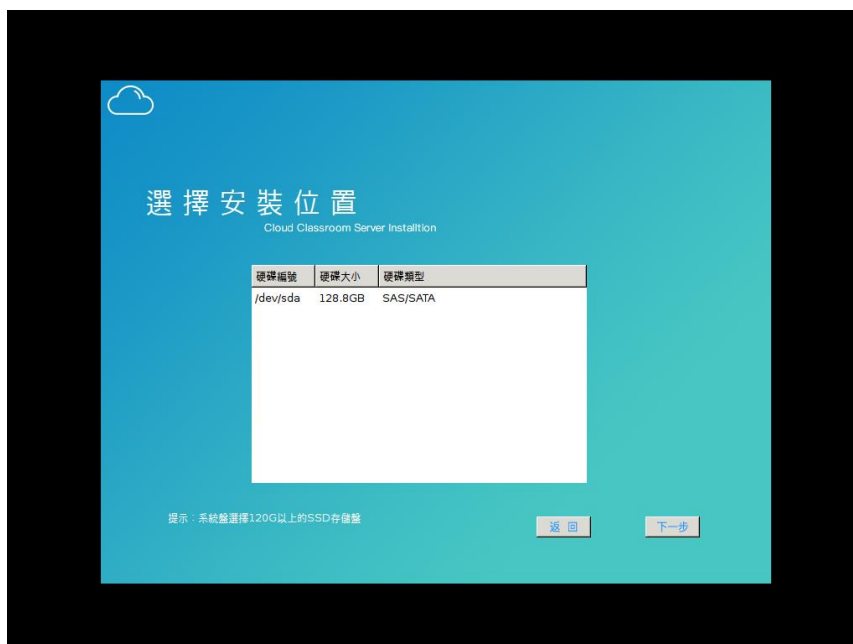 選擇安裝位置
Cloud Classroom Server Installtion
硬碟編號 硬碟大小 硬碟類型
/dev/sda 128.8GB SAS/SATA
提示：系統盤選擇120G以上的SSD存儲盤
返回 下一步